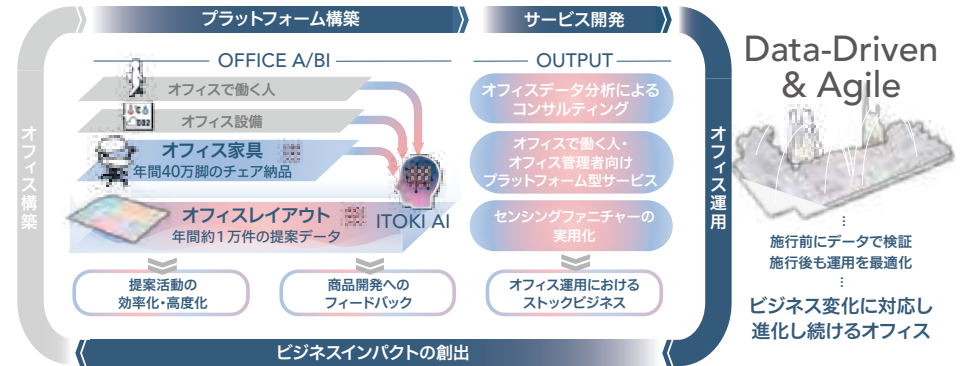 プラットフォーム構築
サービス開発
オフィス構築
OFFICE A/BI
オフィスで働く人
オフィス設備
オフィス家具
年間40万脚のチェア納品
オフィスレイアウト
年間約1万件の提案データ
ITOKI AI
提案活動の
効率化・高度化
商品開発への
フィードバック
OUTPUT
オフィスデータ分析による
コンサルティング
オフィスで働く人・
オフィス管理者向け
プラットフォーム型サービス
センシングファニチャーの
実用化
オフィス運用における
ストックビジネス
オフィス運用
ビジネスインパクトの創出
Data-Driven
& Agile
施行前にデータで検証
施行後も運用を最適化
ビジネス変化に対応し
進化し続けるオフィス